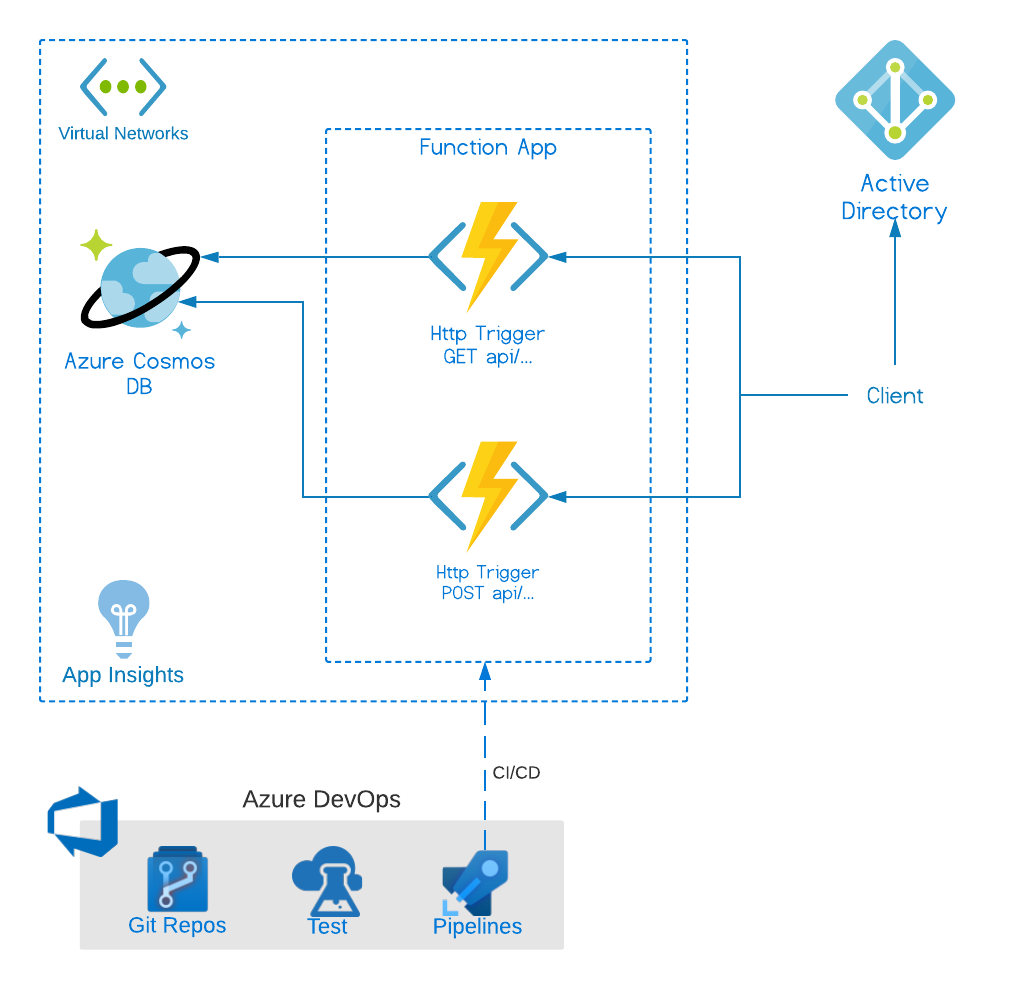 Virtual Networks
Function App
Active
Directory
Http Trigger
GET api/...
Azure Cosmos
DB
Client
Http Trigger
POST api/...
App Insights
CI/CD
Azure DevOps
Git Repos
Test
Pipelines